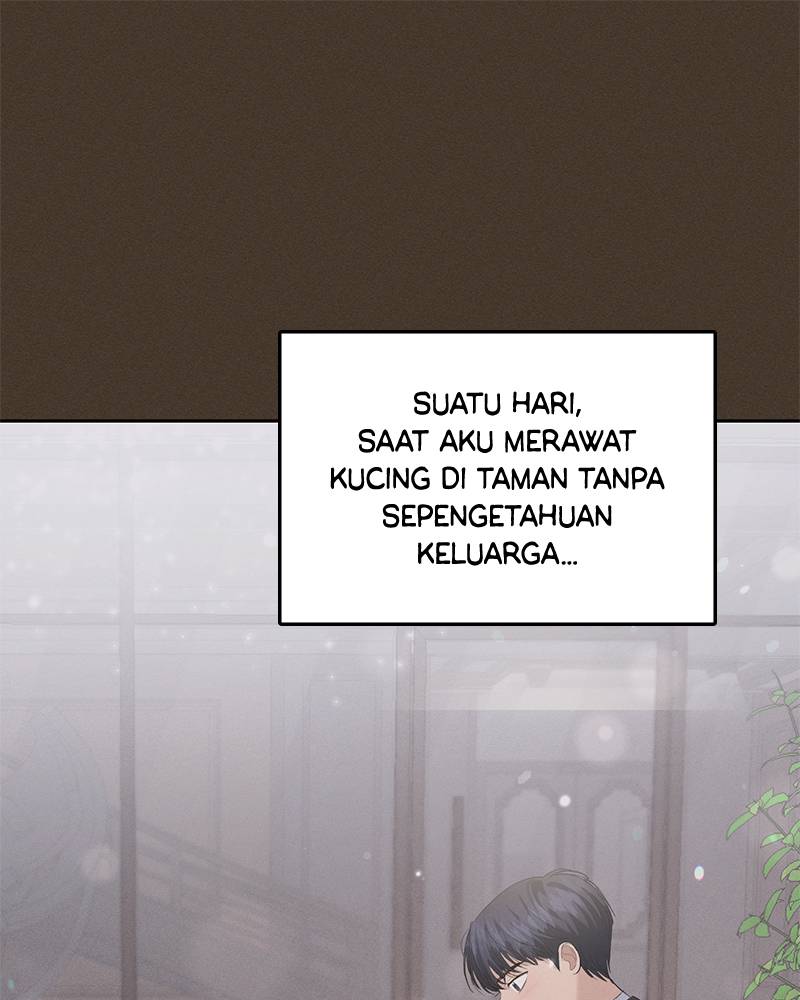 SUATU HARI,
SAAT AKU MERAWAT
KUCING DI TAMAN TANPA
SEPENGETAHUAN
KELUARGA...